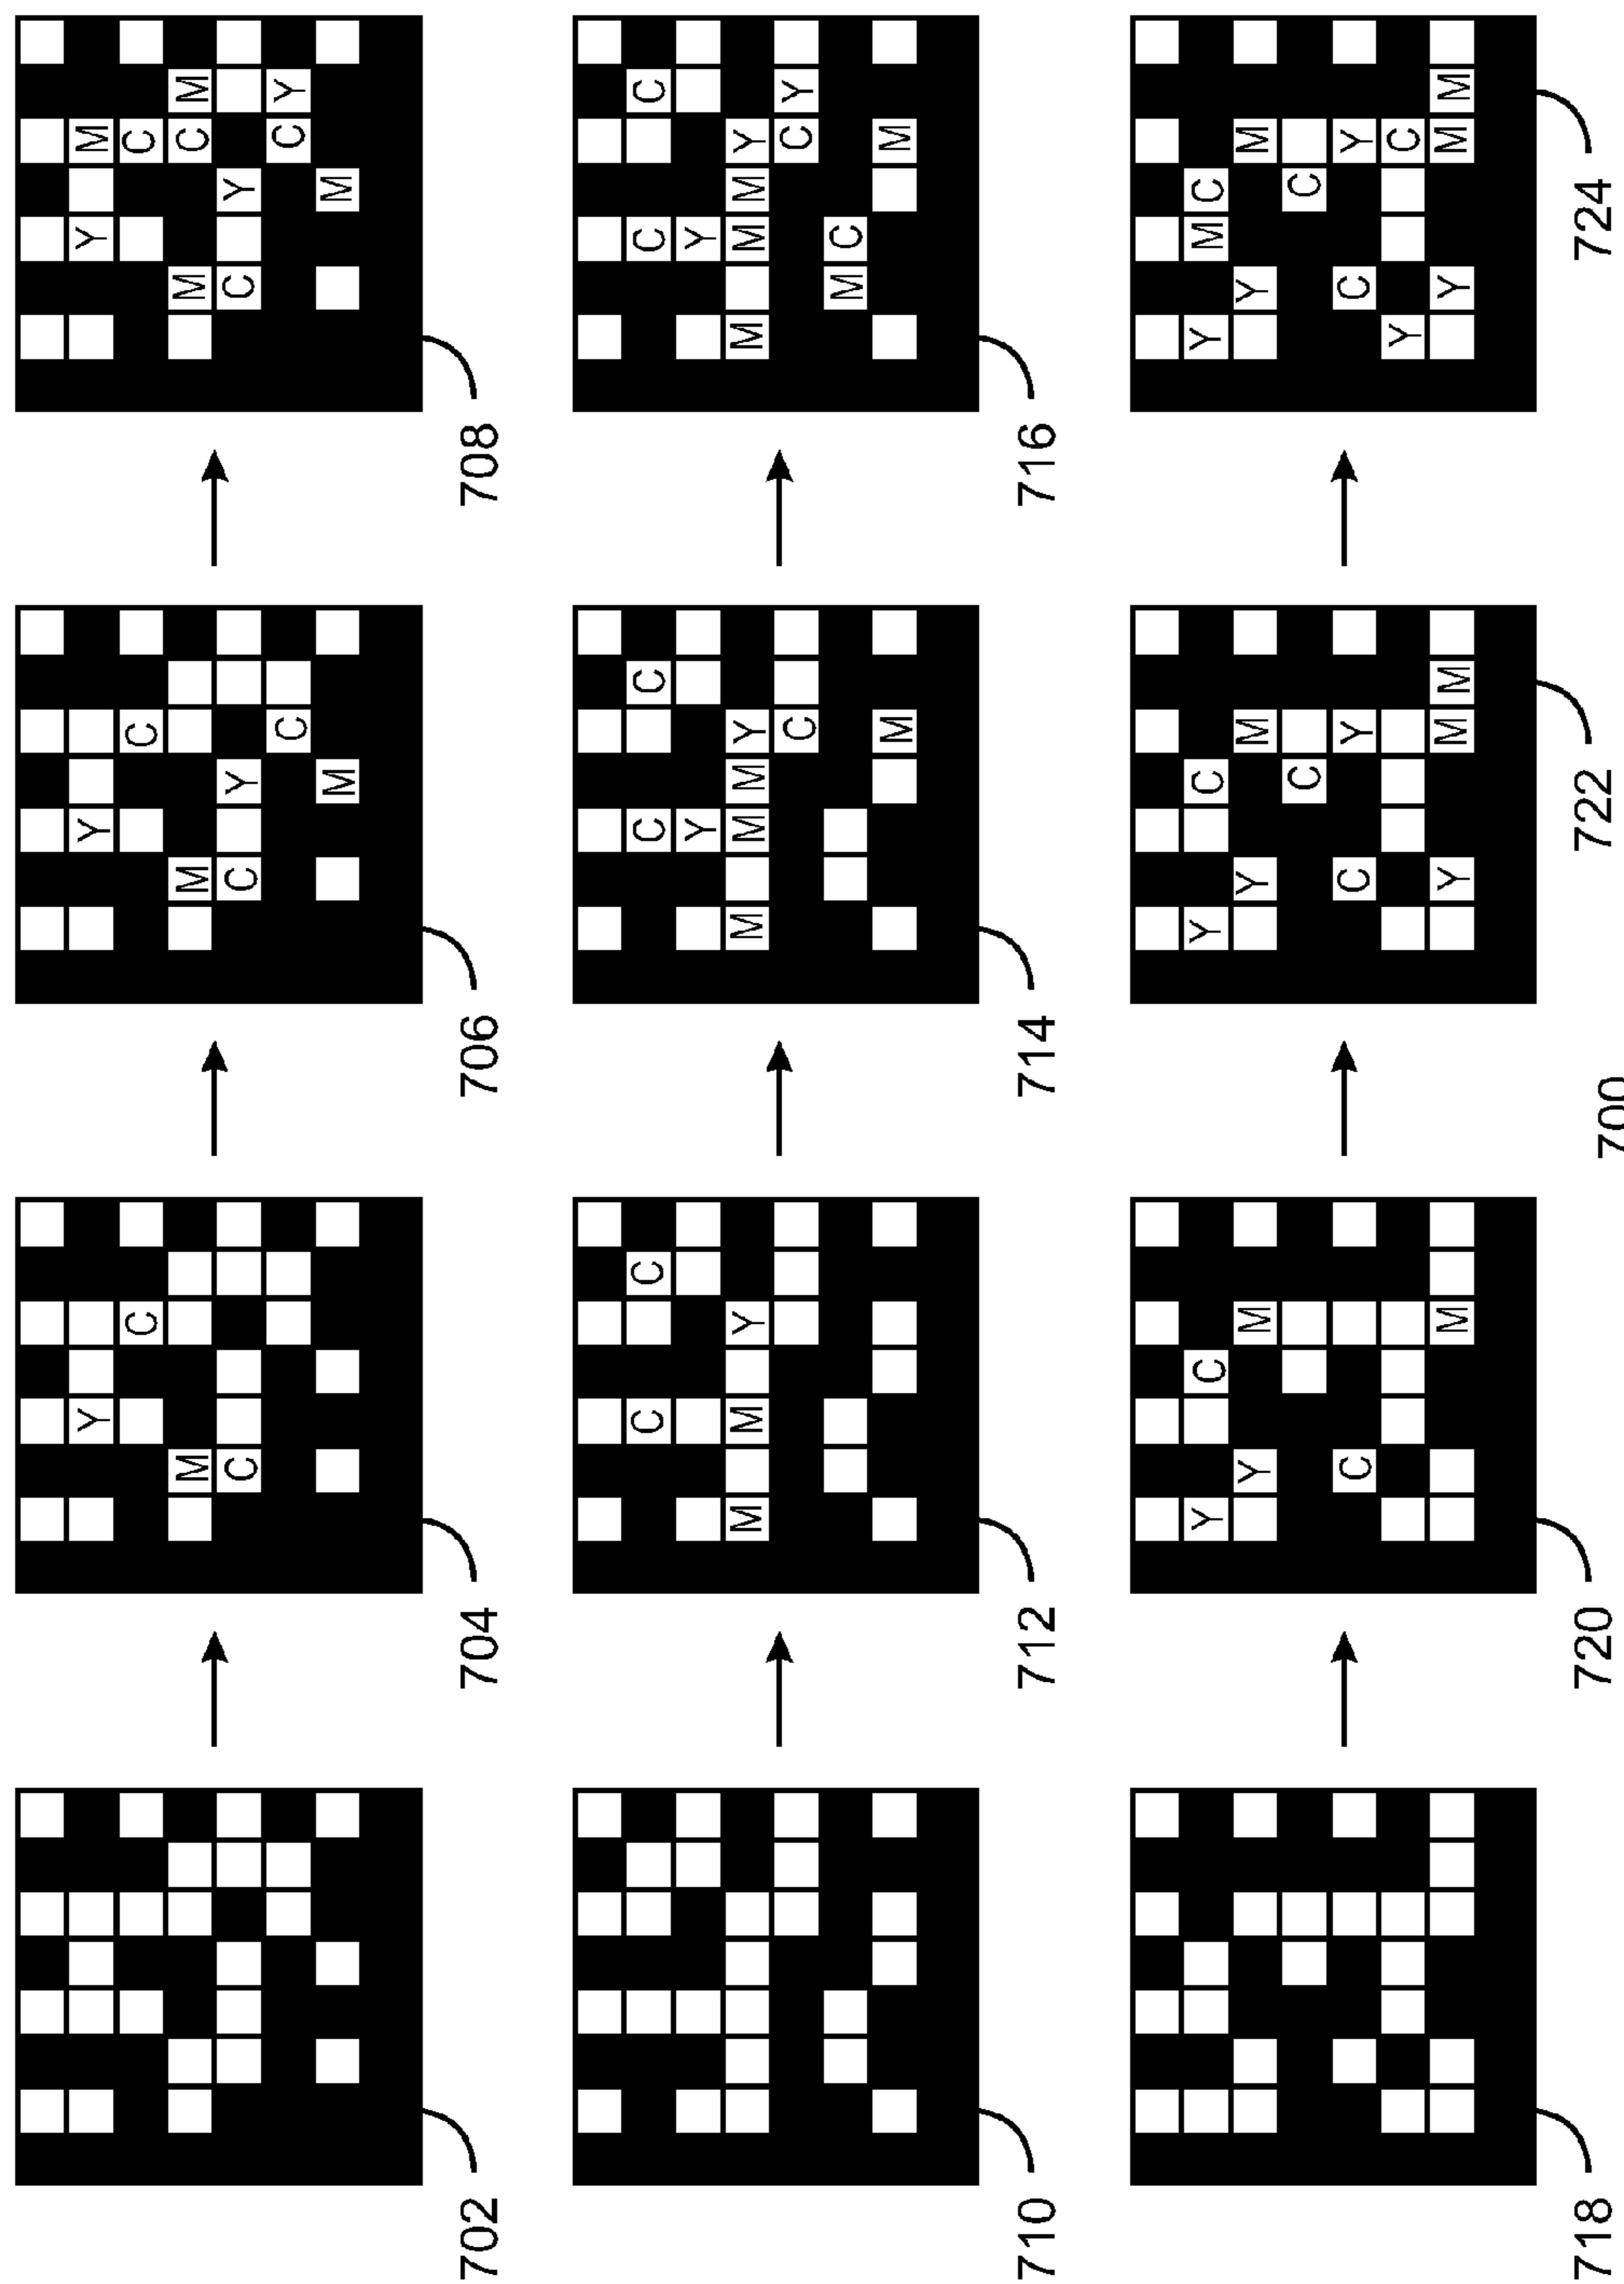 Y Y Y M
C C C
M M M C M
C C Y C Y
C C Y
M M
702 704 706 708
C C C C C C
Y Y
M M Y M M M Y M M M Y
C C Y
M C
M M
710 712 714 716
Y C Y C Y M C
Y M Y M Y M
C C
C C Y C Y
Y C
M Y M M Y M M
718 720 722 724
700